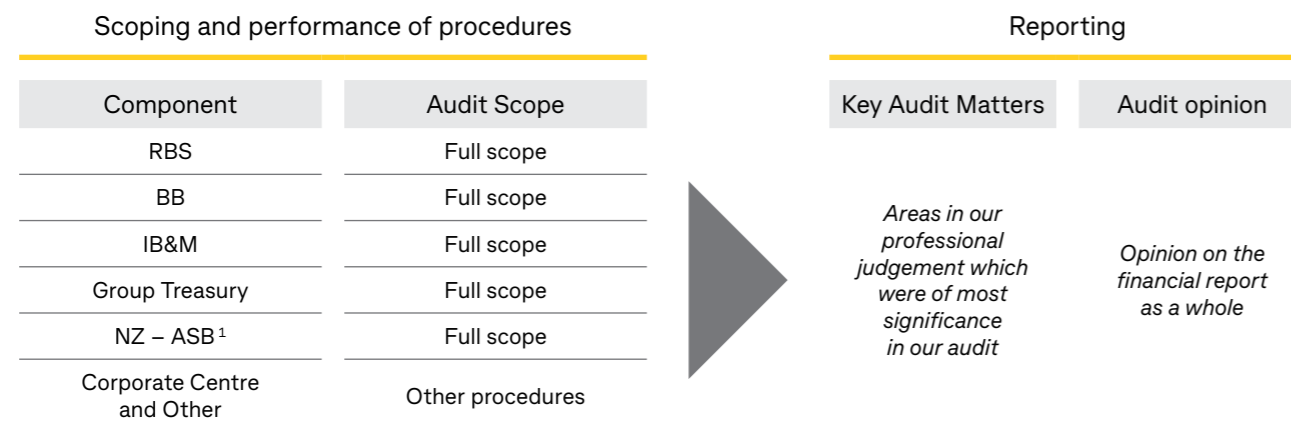 Scoping and performance of procedures
Component
Audit Scope
RBS
Full scope
BB
Full scope
IB&M
Full scope
Group Treasury
Full scope
NZ – ASB¹
Full scope
Corporate Centre
and Other
Other procedures
Reporting
Key Audit Matters
Audit opinion
Areas in our
professional
judgement which
were of most
significance
in our audit
Opinion on the
financial report
as a whole